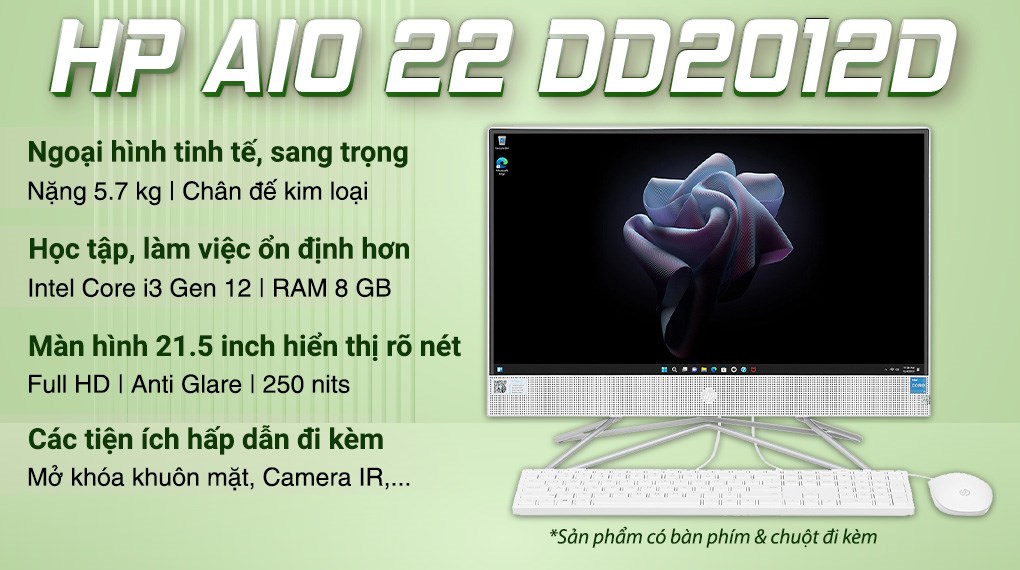 HP AIO 22 DD2012D
Ngoại hình tinh tế, sang trọng
Nặng 5.7 kg | Chân đế kim loại
Học tập, làm việc ổn định hơn
Intel Core i3 Gen 12 | RAM 8 GB
Màn hình 21.5 inch hiển thị rõ nét
Full HD | Anti Glare | 250 nits
Các tiện ích hấp dẫn đi kèm
Mở khóa khuôn mặt, Camera IR,...
*Sản phẩm có bàn phím & chuột đi kèm